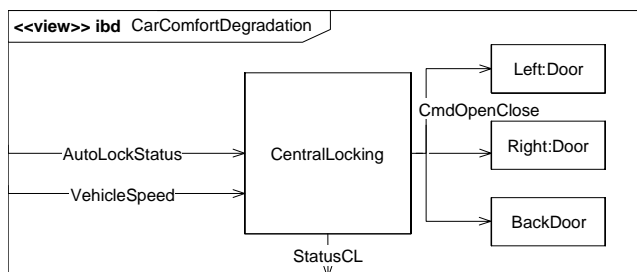 <<view>> ibd CarComfortDegradation
Left:Door
CmdOpenClose
AutoLockStatus
CentralLocking
Right:Door
VehicleSpeed
BackDoor
StatusCL